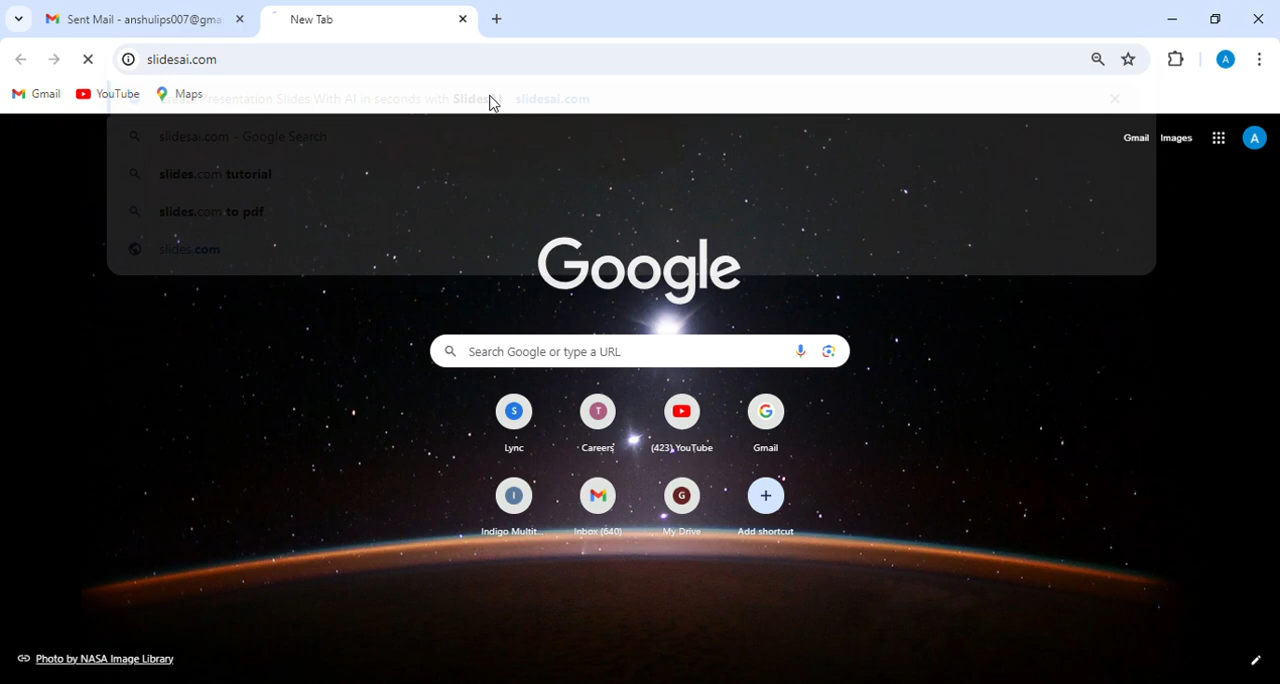 Sent Mail - anshulips007@gma
New Tab
slidesai.com
A
Gmail
YouTube
Maps
Create Presentation Slides With AI in seconds with SlidesAI slidesai.com
slidesai.com - Google Search
slides.com tutorial
slides.com to pdf
slides.com
Gmail
Images
A
Google
Search Google or type a URL
S
T
G
Lync
Careers
(423) YouTube
Gmail
I
M
G
Indigo Multit...
Inbox (640)
My Drive
Add shortcut
Photo by NASA Image Library